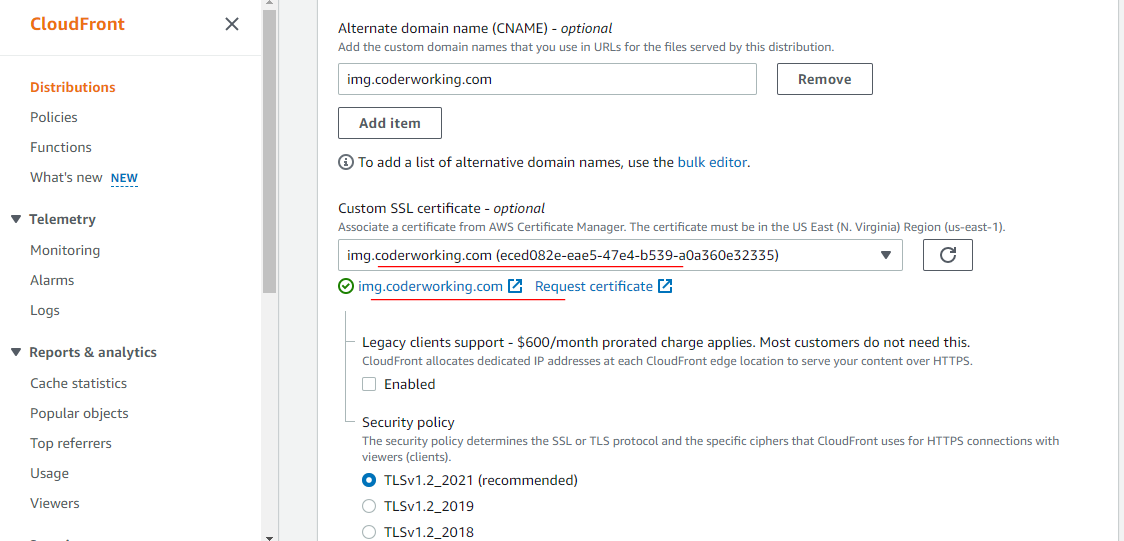 CloudFront
Distributions
Policies
Functions
What's new NEW
Telemetry
Monitoring
Alarms
Logs
Reports & analytics
Cache statistics
Popular objects
Top referrers
Usage
Viewers
Alternate domain name (CNAME) - optional
Add the custom domain names that you use in URLs for the files served by this distribution.
img.coderworking.com
Remove
Add item
To add a list of alternative domain names, use the bulk editor.
Custom SSL certificate - optional
Associate a certificate from AWS Certificate Manager. The certificate must be in the US East (N. Virginia) Region (us-east-1).
img.coderworking.com (eced082e-eae5-47e4-b539-a0a360e32335)
img.coderworking.com Request certificate
Legacy clients support - $600/month prorated charge applies. Most customers do not need this.
CloudFront allocates dedicated IP addresses at each CloudFront edge location to serve your content over HTTPS.
Enabled
Security policy
The security policy determines the SSL or TLS protocol and the specific ciphers that CloudFront uses for HTTPS connections with
viewers (clients).
TLSv1.2_2021 (recommended)
TLSv1.2_2019
TLSv1.2_2018